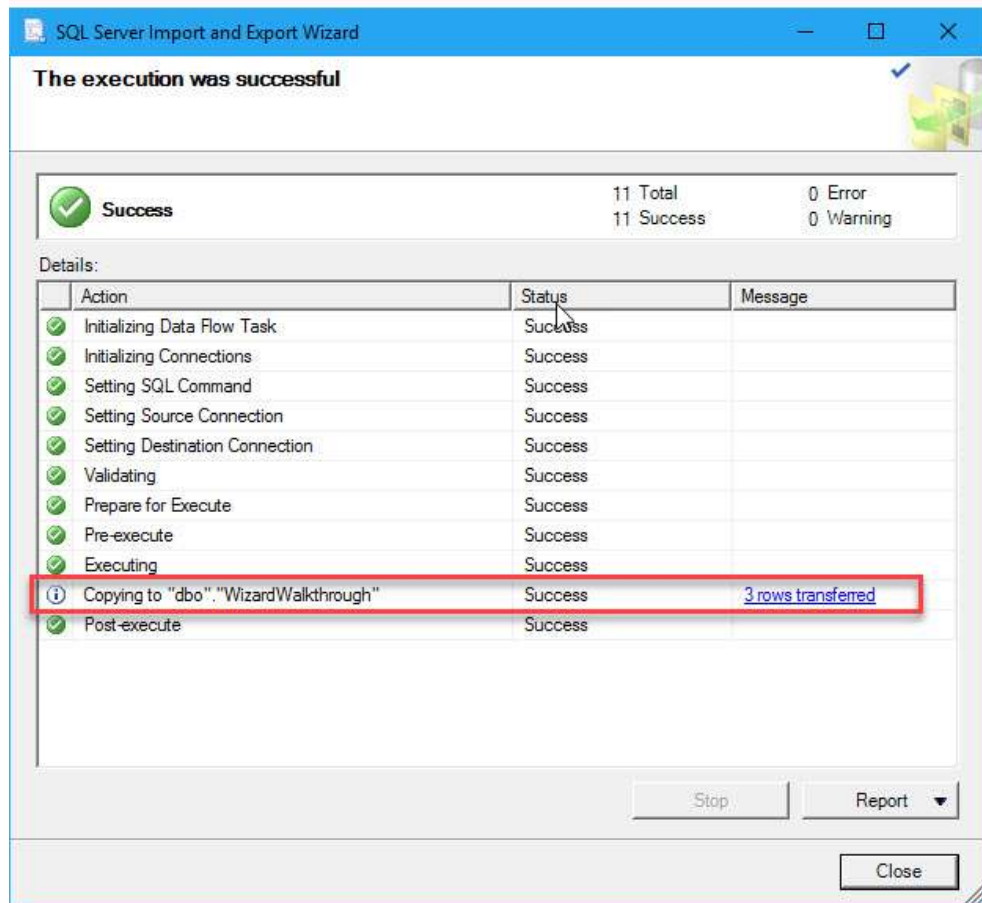 SQL Server Import and Export Wizard
The execution was successful
Success
11 Total
0 Error
11 Success
0 Warning
Details:
Action Status Message
Initializing Data Flow Task Success
Initializing Connections Success
Setting SQL Command Success
Setting Source Connection Success
Setting Destination Connection Success
Validating Success
Prepare for Execute Success
Pre-execute Success
Executing Success
Copying to "dbo"."WizardWalkthrough" Success 3 rows transferred
Post-execute Success
Stop Report
Close